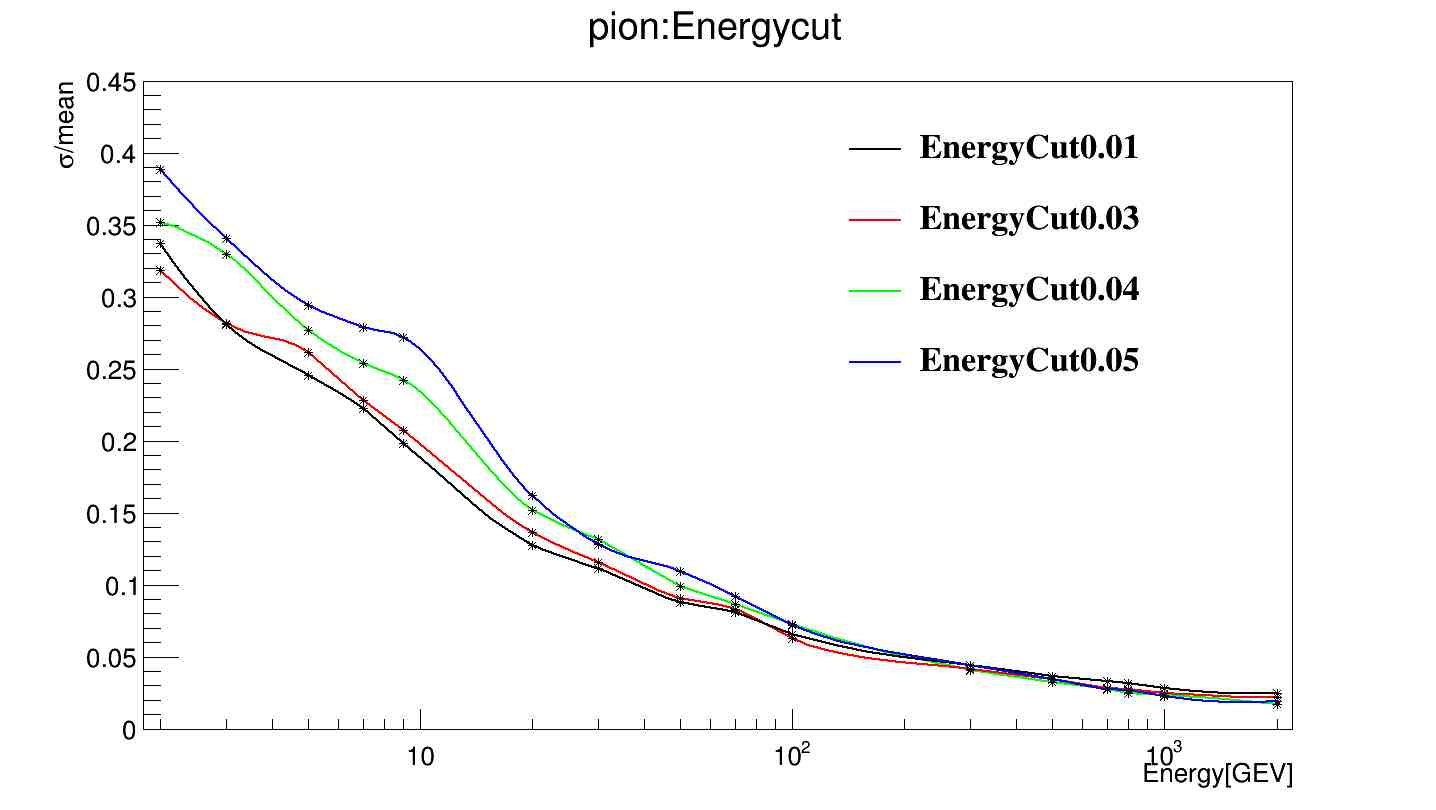 pion:Energycut
σ/mean
0.45
0.4
0.35
0.3
0.25
0.2
0.15
0.1
0.05
0
EnergyCut0.01
EnergyCut0.03
EnergyCut0.04
EnergyCut0.05
10 10² 10³
Energy[GEV]